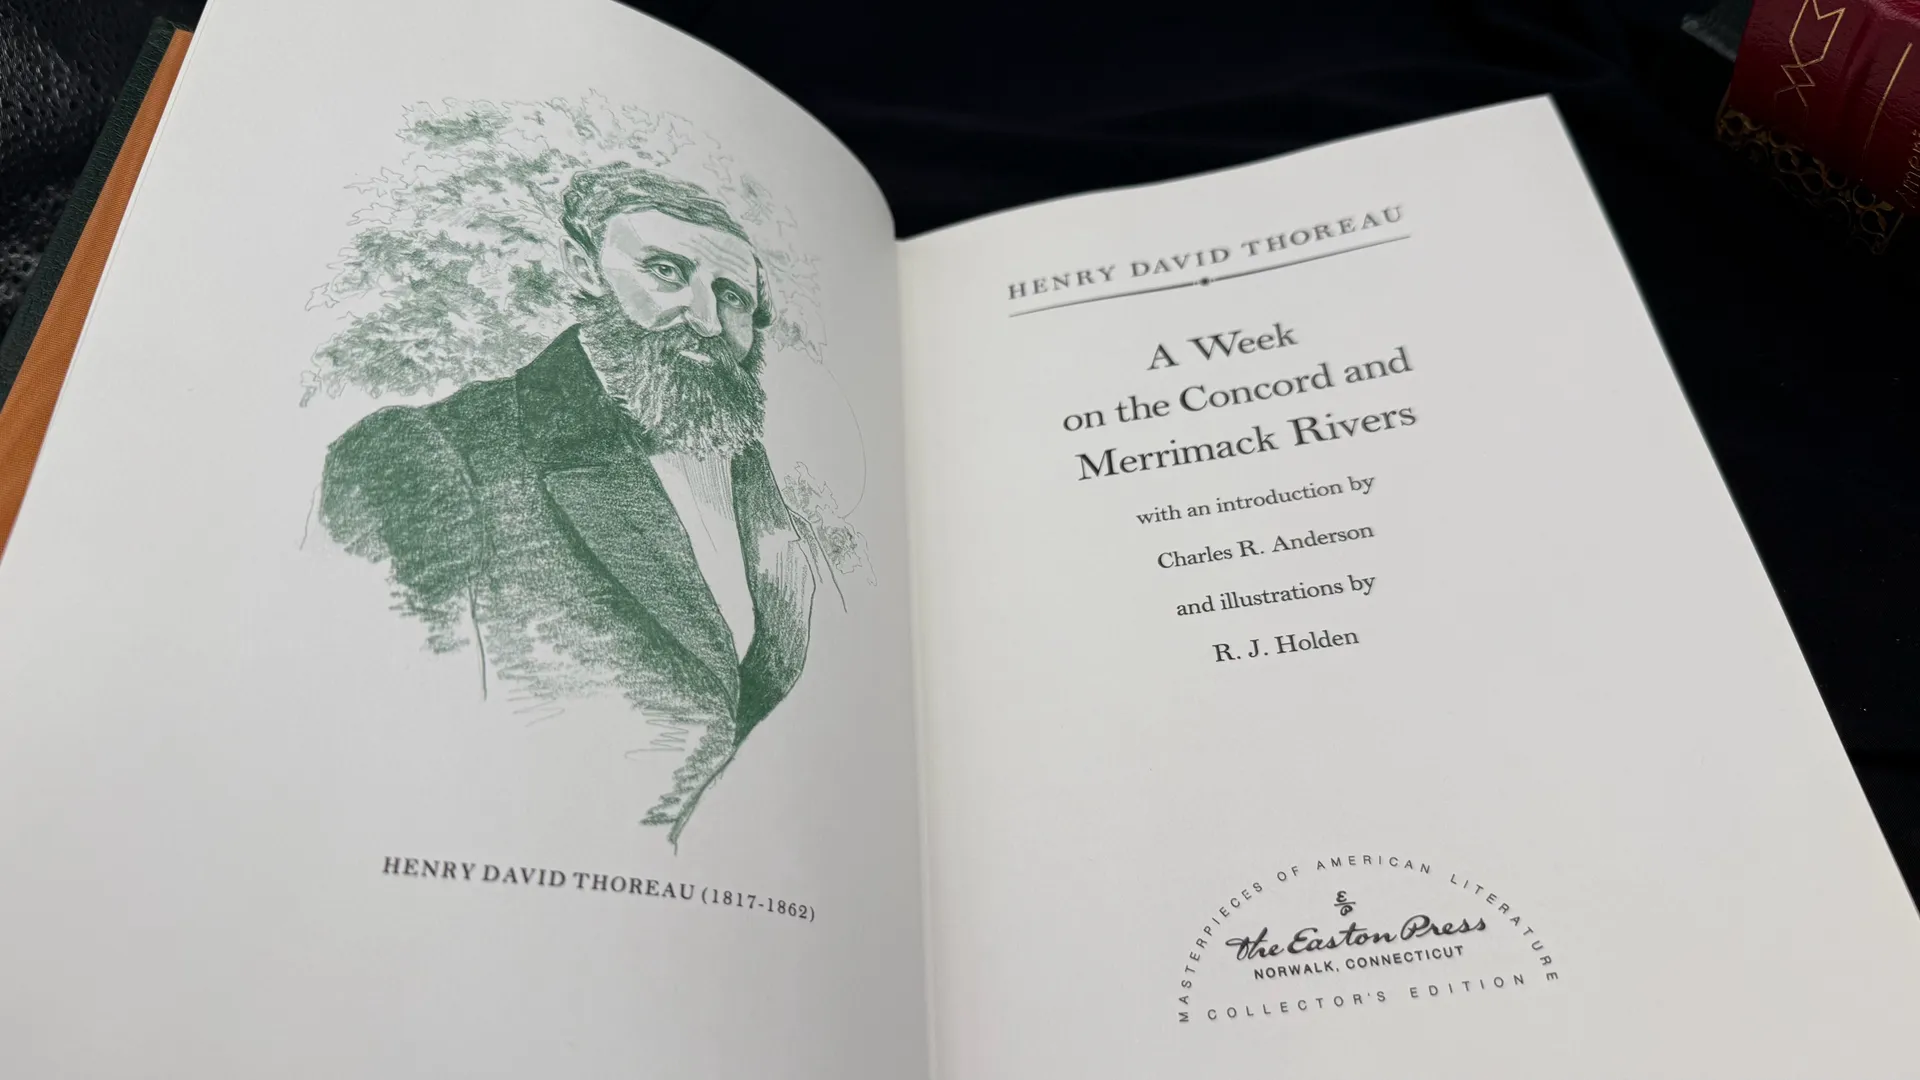 HENRY DAVID THOREAU (1817-1862)
HENRY DAVID THOREAU
A Week
on the Concord and
Merrimack Rivers
with an introduction by
Charles R. Anderson
and illustrations by
R. J. Holden
MASTERPIECES OF AMERICAN LITERATURE
The Easton Press
NORWALK, CONNECTICUT
COLLECTOR'S EDITION